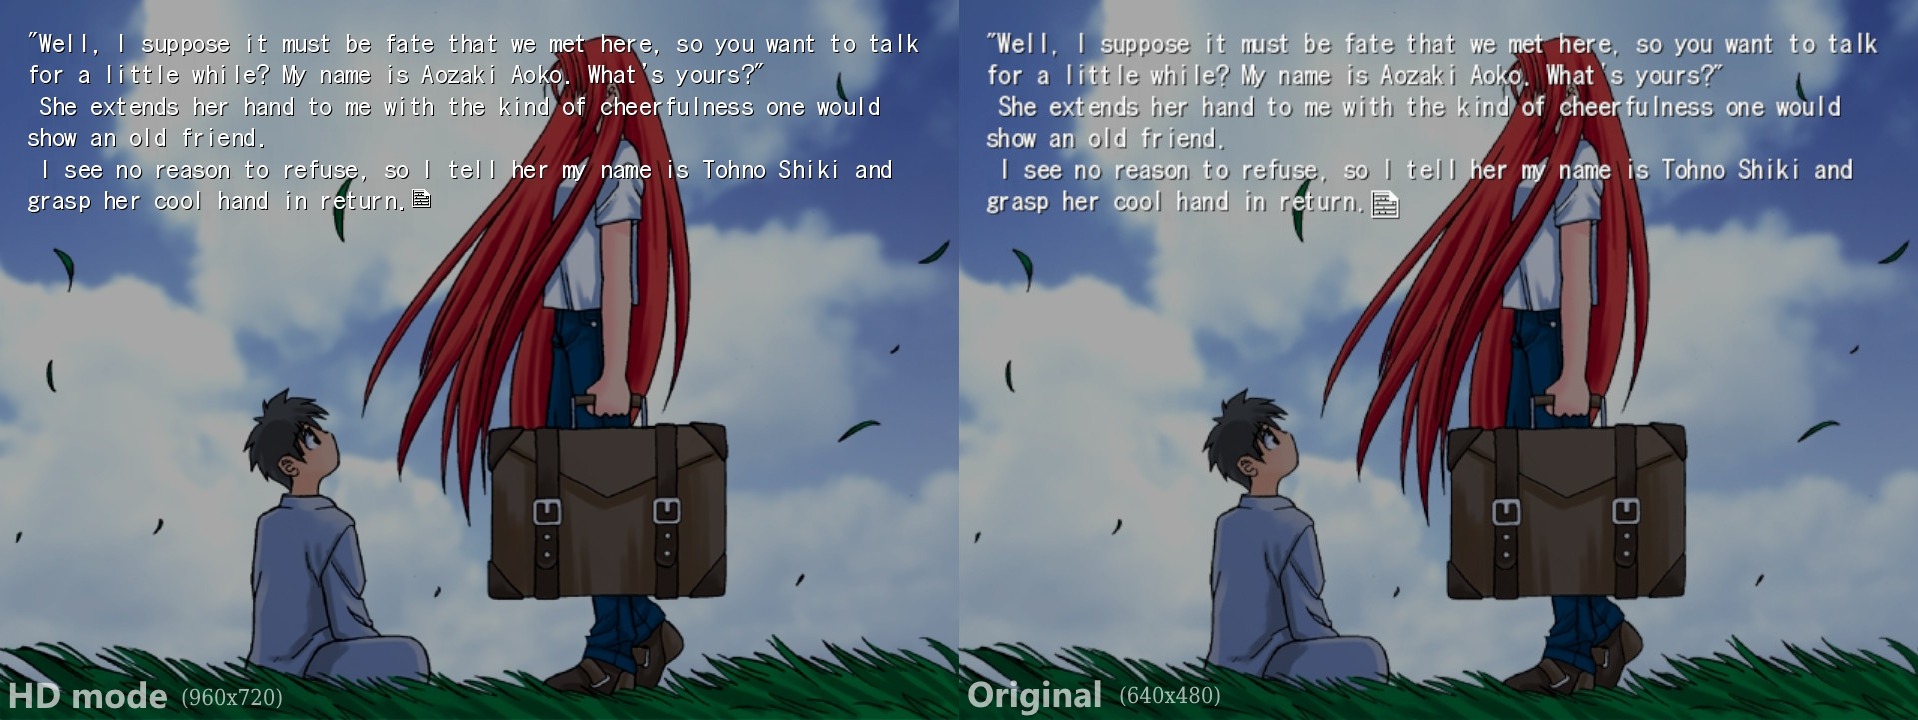 "Well, I suppose it must be fate that we met here, so you want to talk
for a little while? My name is Aozaki Aoko. What's yours?"
She extends her hand to me with the kind of cheerfulness one would
show an old friend.
I see no reason to refuse, so I tell her my name is Tohno Shiki and
grasp her cool hand in return.
HD mode (960x720)
"Well, I suppose it must be fate that we met here, so you want to talk
for a little while? My name is Aozaki Aoko. What's yours?"
She extends her hand to me with the kind of cheerfulness one would
show an old friend.
I see no reason to refuse, so I tell her my name is Tohno Shiki and
grasp her cool hand in return.
Original (640x480)